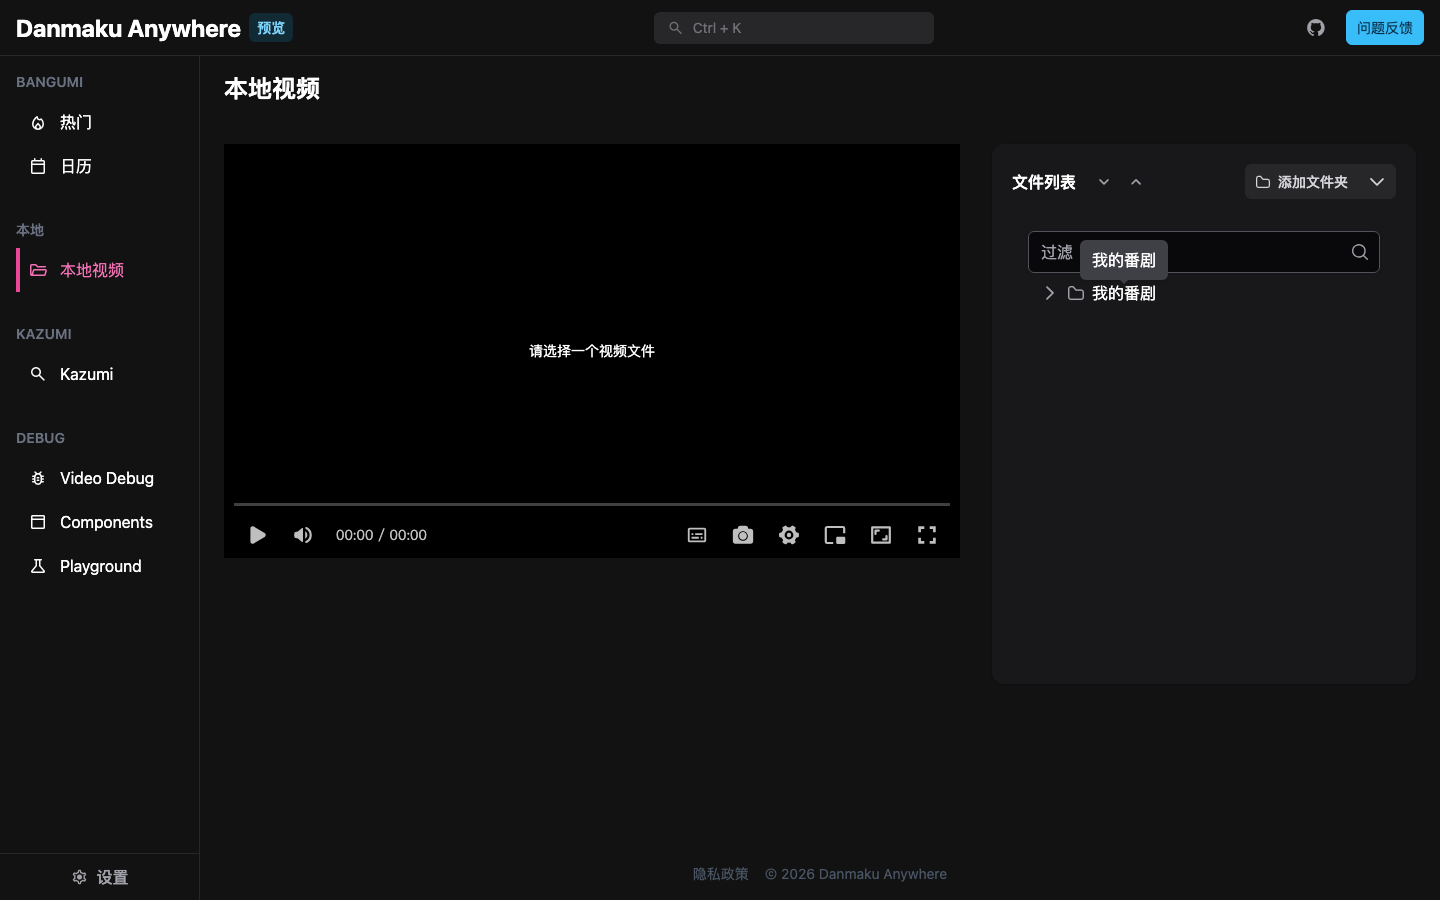 Danmaku Anywhere 预览
Ctrl + K
问题反馈
BANGUMI
热门
日历
本地
本地视频
KAZUMI
Kazumi
DEBUG
Video Debug
Components
Playground
设置
本地视频
请选择一个视频文件
00:00 / 00:00
文件列表
添加文件夹
过滤
我的番剧
我的番剧
隐私政策 © 2026 Danmaku Anywhere